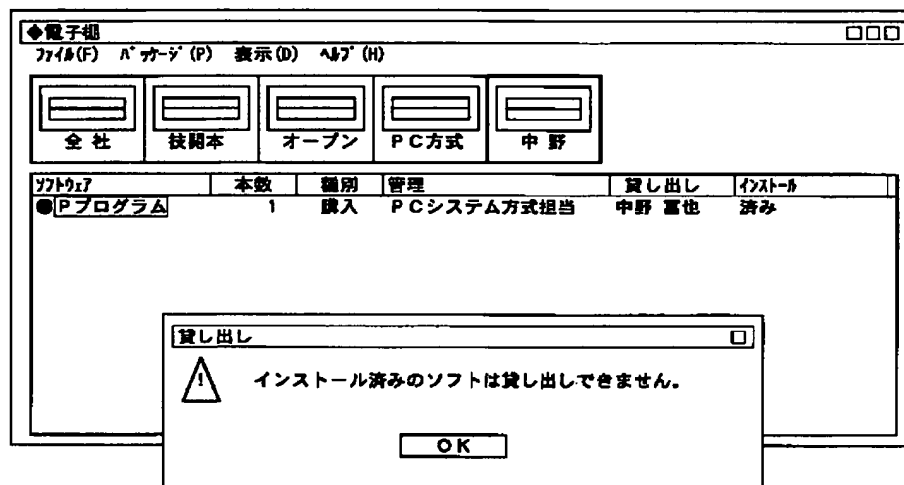 ◆電子棚
ﾌｧｲﾙ(F) ﾊﾟｯｹｰｼﾞ(P) 表示(D) ﾍﾙﾌﾟ(H)
全社 技開本 オープン PC方式 中野
ｿﾌﾄｳｪｱ 本数 種別 管理 貸し出し ｲﾝｽﾄｰﾙ
●Pプログラム 1 購入 PCシステム方式担当 中野 富也 済み
貸し出し
! インストール済みのソフトは貸し出しできません。
OK